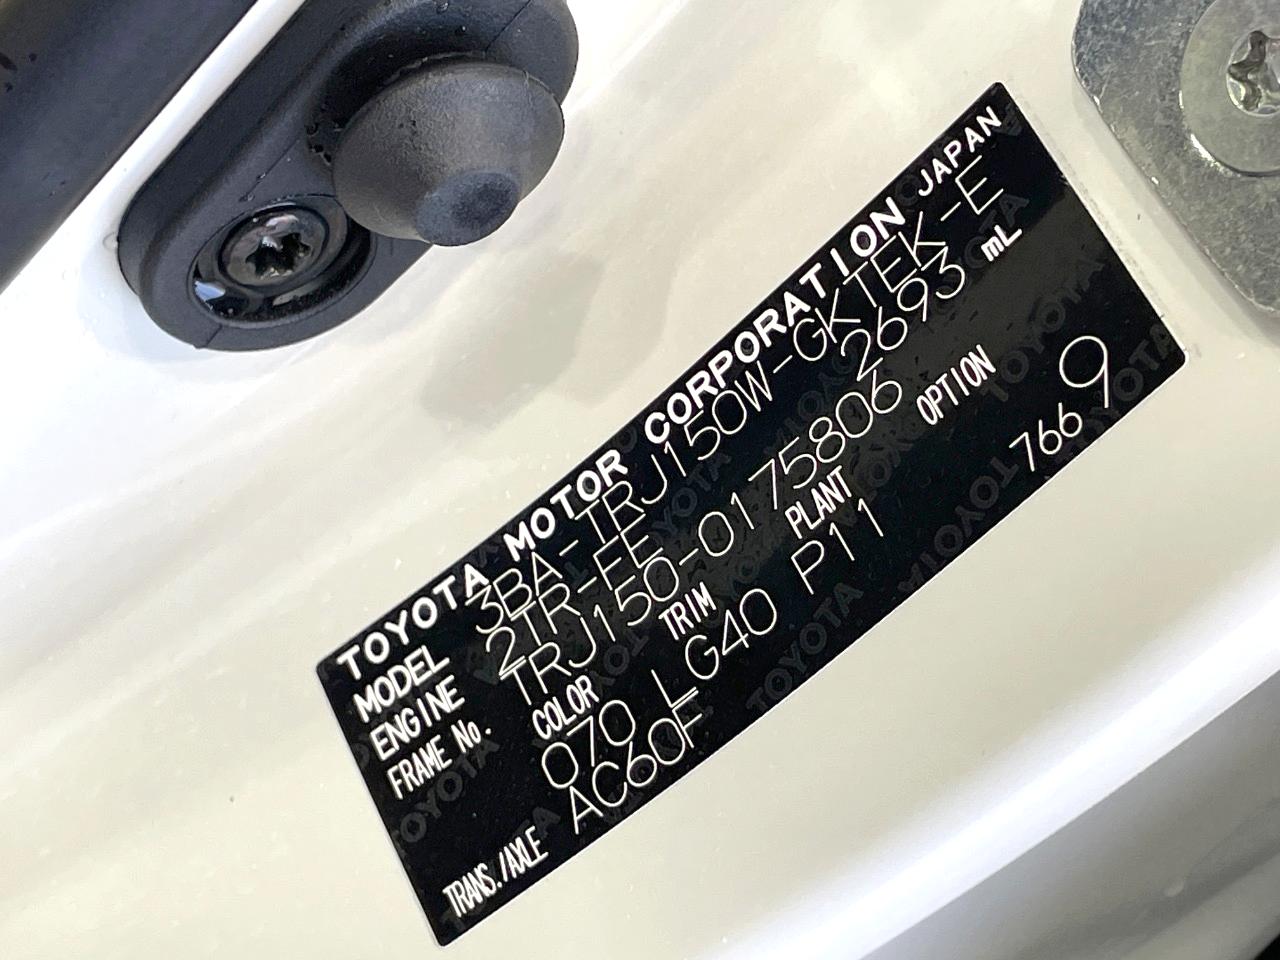 TOYOTA MOTOR CORPORATION JAPAN
MODEL 3BA-TRJ150W-GKTEK-E
ENGINE 2TR-FE 2693 mL
FRAME No. TRJ150-0175806
COLOR TRIM PLANT OPTION
070 LG40 P11
TRANS./AXLE AC60F 766 9